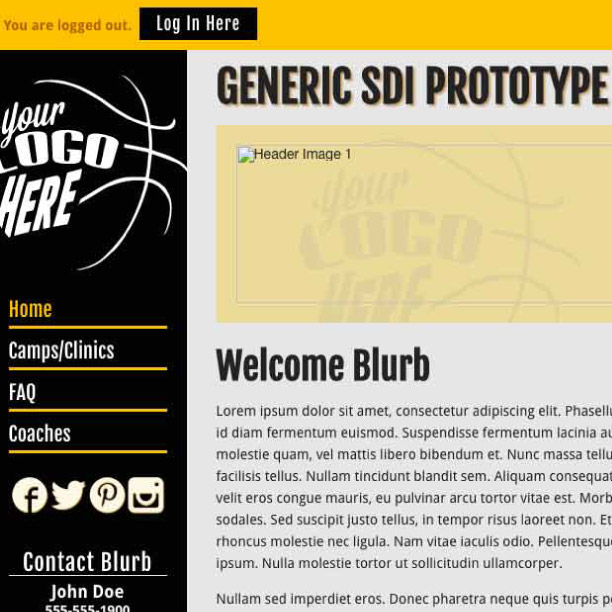 You are logged out.
Log In Here
your
LOGO
HERE
Home
Camps/Clinics
FAQ
Coaches
Contact Blurb
John Doe
555-555-1900
GENERIC SDI PROTOTYPE
Header Image 1
your
LOGO
HERE
Welcome Blurb
Lorem ipsum dolor sit amet, consectetur adipiscing elit. Phasellu
id diam fermentum euismod. Suspendisse fermentum lacinia au
molestie quam, vel mattis libero bibendum et. Nunc massa tellu
facilisis tellus. Nullam tincidunt blandit sem. Aliquam consequat
velit eros congue mauris, eu pulvinar arcu tortor vitae est. Morb
sodales. Sed suscipit justo tellus, in tempor risus laoreet non. Et
rhoncus molestie nec ligula. Nam vitae iaculis odio. Pellentesque
ipsum. Nulla molestie tortor ut sollicitudin ullamcorper.
Nullam sed imperdiet eros. Donec pharetra neque quis turpis p